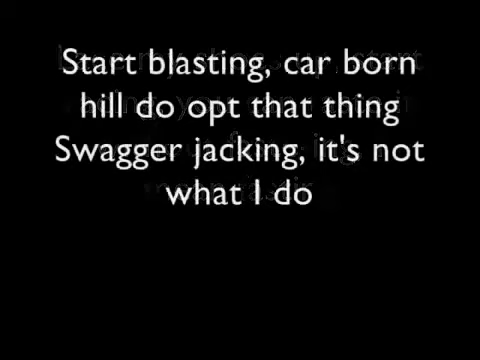 Start blasting, car born
hill do opt that thing
Swagger jacking, it's not
what I do